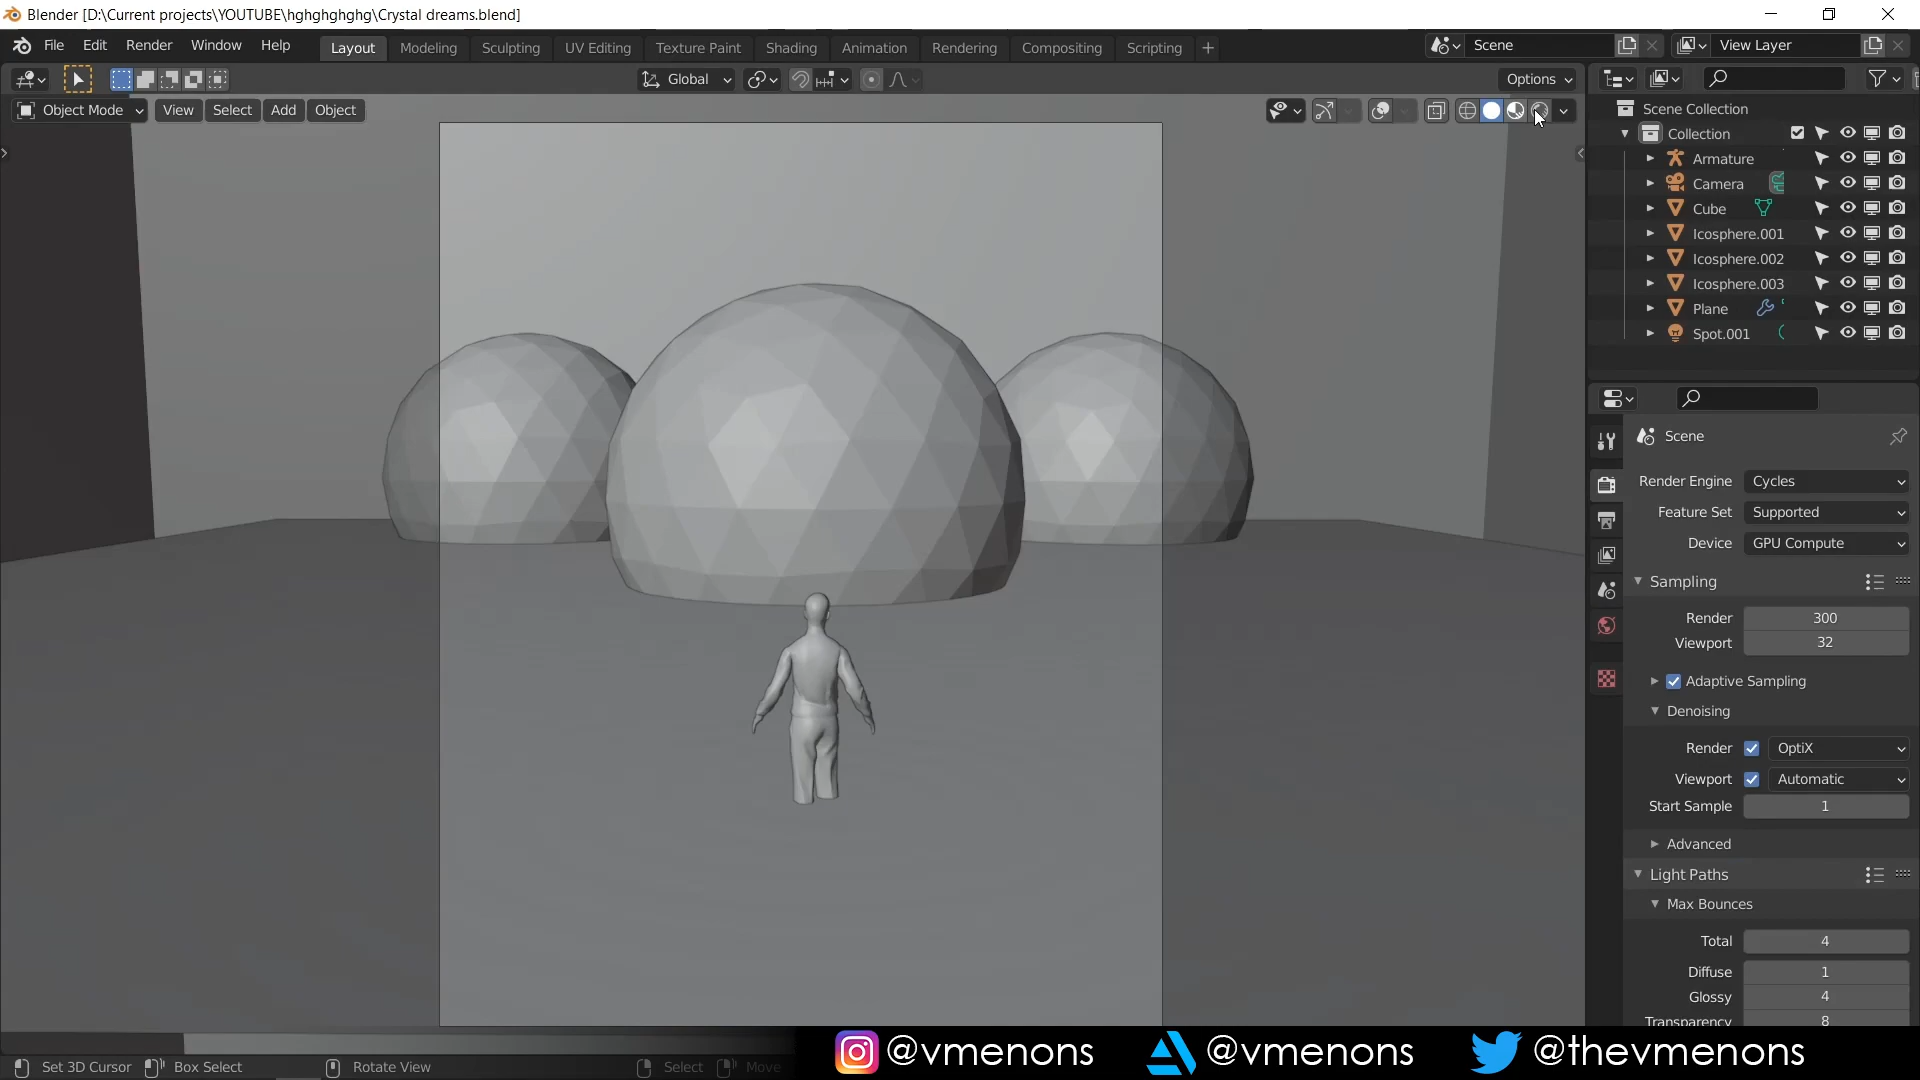 Blender [D:\Current projects\YOUTUBE\hghghghghg\Crystal dreams.blend]
File Edit Render Window Help Layout Modeling Sculpting UV Editing Texture Paint Shading Animation Rendering Compositing Scripting + Scene View Layer
Global Options
Object Mode View Select Add Object
Scene Collection
Collection
Armature
Camera
Cube
Icosphere.001
Icosphere.002
Icosphere.003
Plane
Spot.001
Scene
Render Engine Cycles
Feature Set Supported
Device GPU Compute
Sampling
Render 300
Viewport 32
Adaptive Sampling
Denoising
Render OptiX
Viewport Automatic
Start Sample 1
Advanced
Light Paths
Max Bounces
Total 4
Diffuse 1
Glossy 4
Transparency 8
@vmenons @vmenons @thevmenons
Set 3D Cursor Box Select Rotate View Select Move